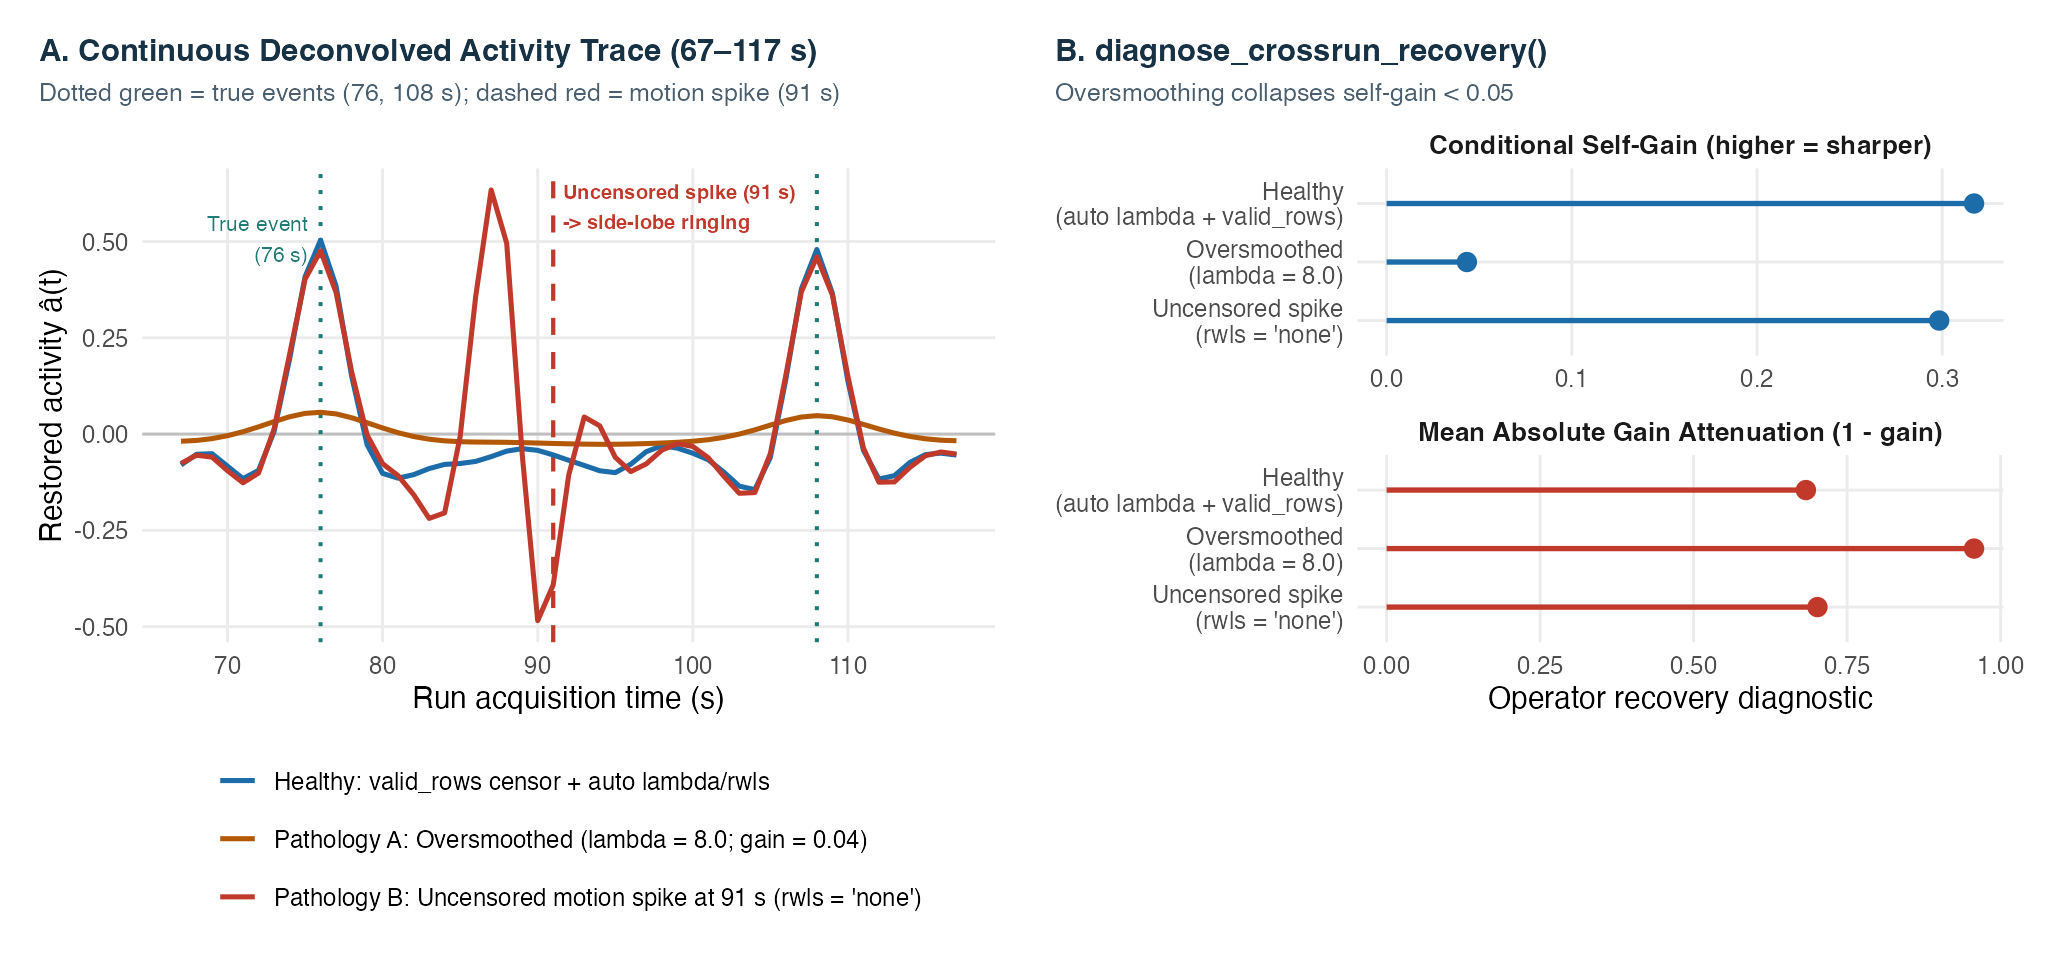 A. Continuous Deconvolved Activity Trace (67–117 s)
Dotted green = true events (76, 108 s); dashed red = motion spike (91 s)
True event
(76 s)
Uncensored spike (91 s)
-> side-lobe ringing
Restored activity â(t)
0.50
0.25
0.00
-0.25
-0.50
70
80
90
100
110
Run acquisition time (s)
Healthy: valid_rows censor + auto lambda/rwls
Pathology A: Oversmoothed (lambda = 8.0; gain = 0.04)
Pathology B: Uncensored motion spike at 91 s (rwls = 'none')
B. diagnose_crossrun_recovery()
Oversmoothing collapses self-gain < 0.05
Conditional Self-Gain (higher = sharper)
Healthy
(auto lambda + valid_rows)
Oversmoothed
(lambda = 8.0)
Uncensored spike
(rwls = 'none')
0.0
0.1
0.2
0.3
Mean Absolute Gain Attenuation (1 - gain)
Healthy
(auto lambda + valid_rows)
Oversmoothed
(lambda = 8.0)
Uncensored spike
(rwls = 'none')
0.00
0.25
0.50
0.75
1.00
Operator recovery diagnostic